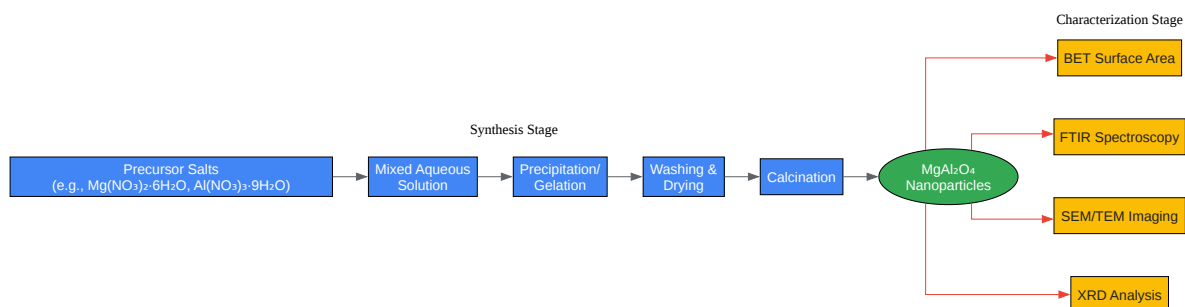 Characterization Stage
BET Surface Area
Synthesis Stage
FTIR Spectroscopy
Precursor Salts
(e.g., Mg(NO₃)₂·6H₂O, Al(NO₃)₃·9H₂O)
Mixed Aqueous
Solution
Precipitation/
Gelation
Washing &
Drying
Calcination
MgAl₂O₄
Nanoparticles
SEM/TEM Imaging
XRD Analysis